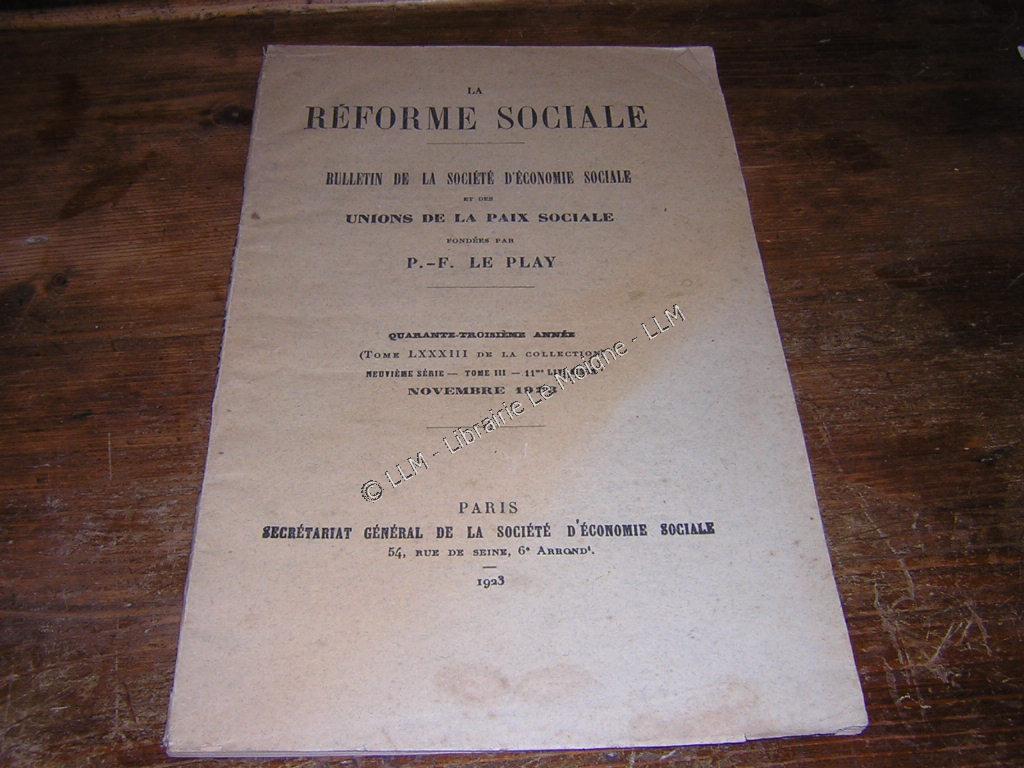 LA
RÉFORME SOCIALE
BULLETIN DE LA SOCIÉTÉ D'ÉCONOMIE SOCIALE
ET DES
UNIONS DE LA PAIX SOCIALE
FONDÉES PAR
P.-F. LE PLAY
QUARANTE-TROISIÈME ANNÉE
(TOME LXXXIII DE LA COLLECTION)
NEUVIÈME SÉRIE — TOME III — 11me
NOVEMBRE 1923
© LLM - Librairie Le Moigne - LLM
PARIS
SECRÉTARIAT GÉNÉRAL DE LA SOCIÉTÉ D'ÉCONOMIE SOCIALE
54, RUE DE SEINE, 6e ARRONDt.
1923